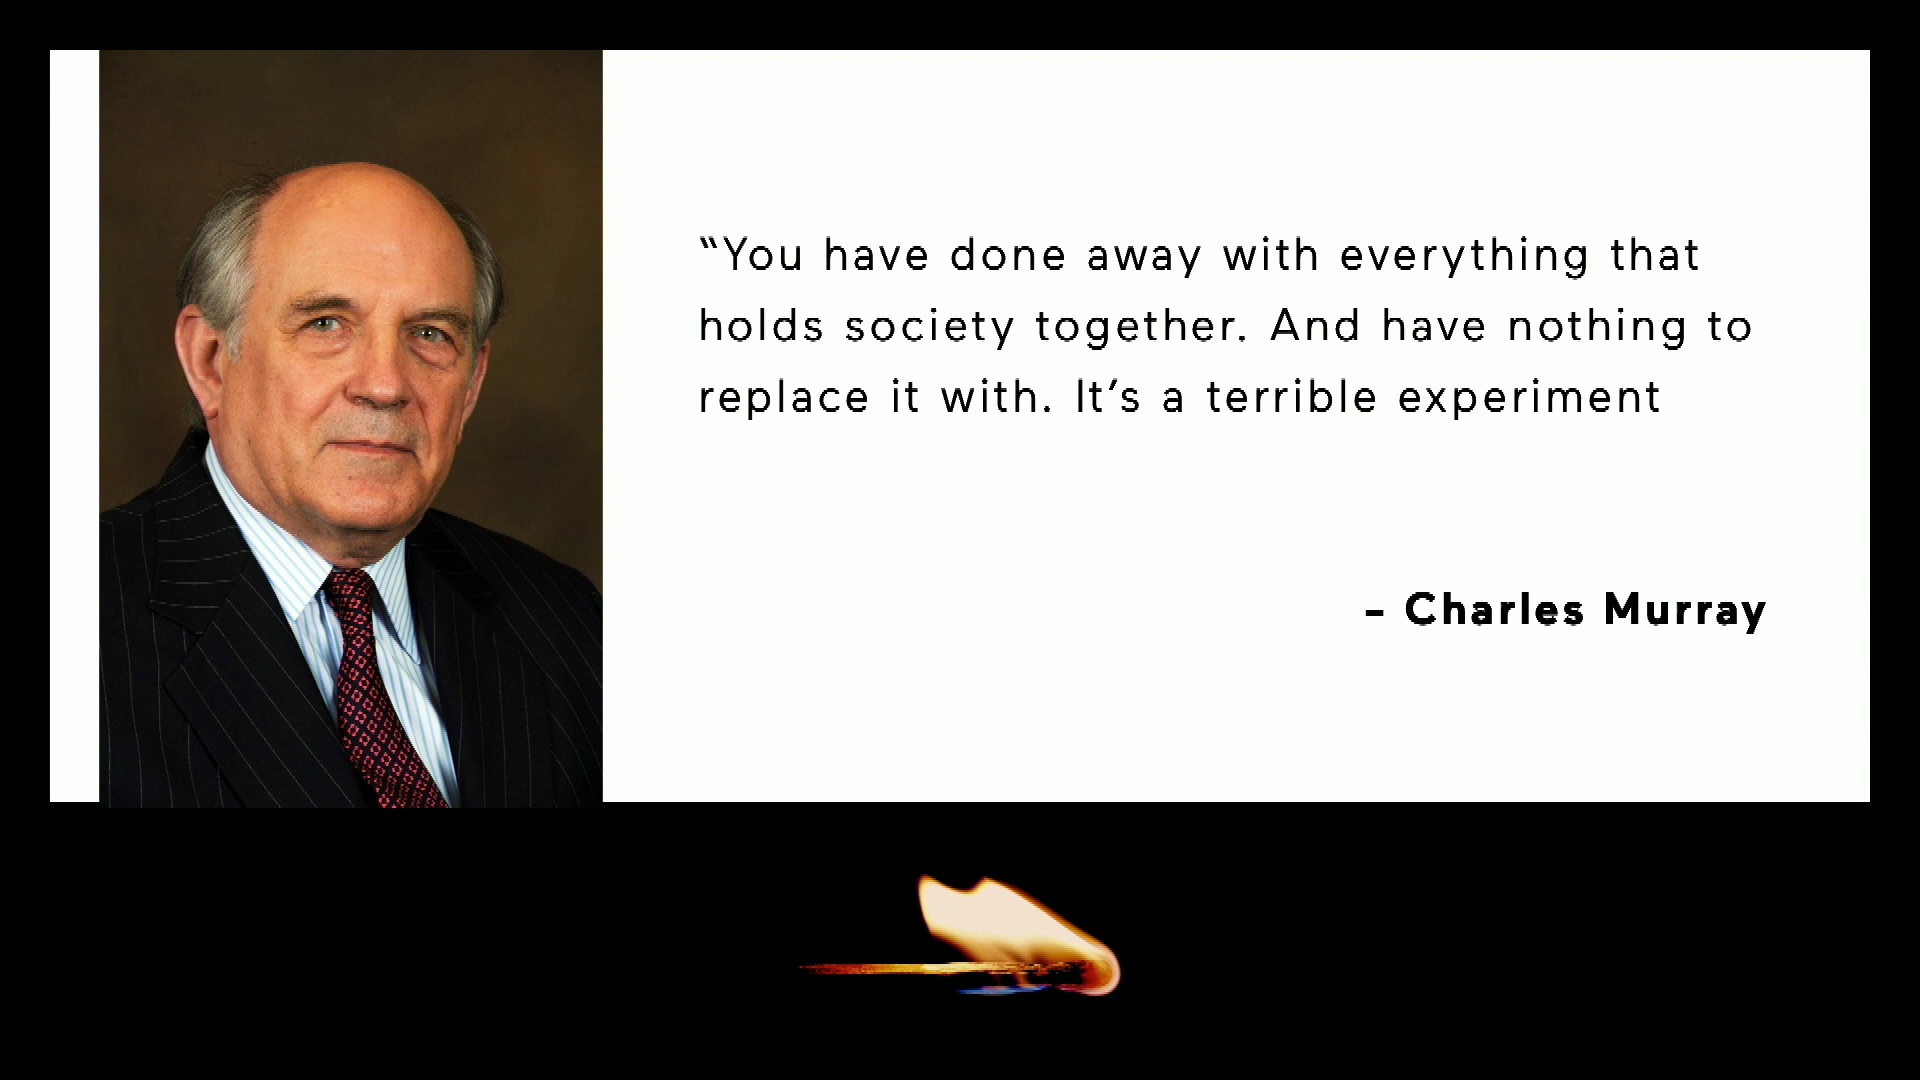 “You have done away with everything that
holds society together. And have nothing to
replace it with. It’s a terrible experiment
- Charles Murray